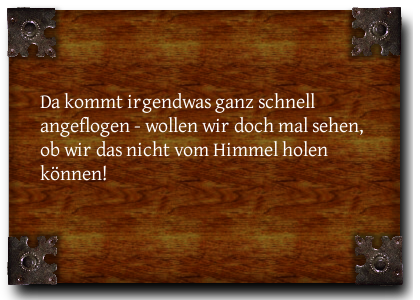 Da kommt irgendwas ganz schnell
angeflogen - wollen wir doch mal sehen,
ob wir das nicht vom Himmel holen
können!